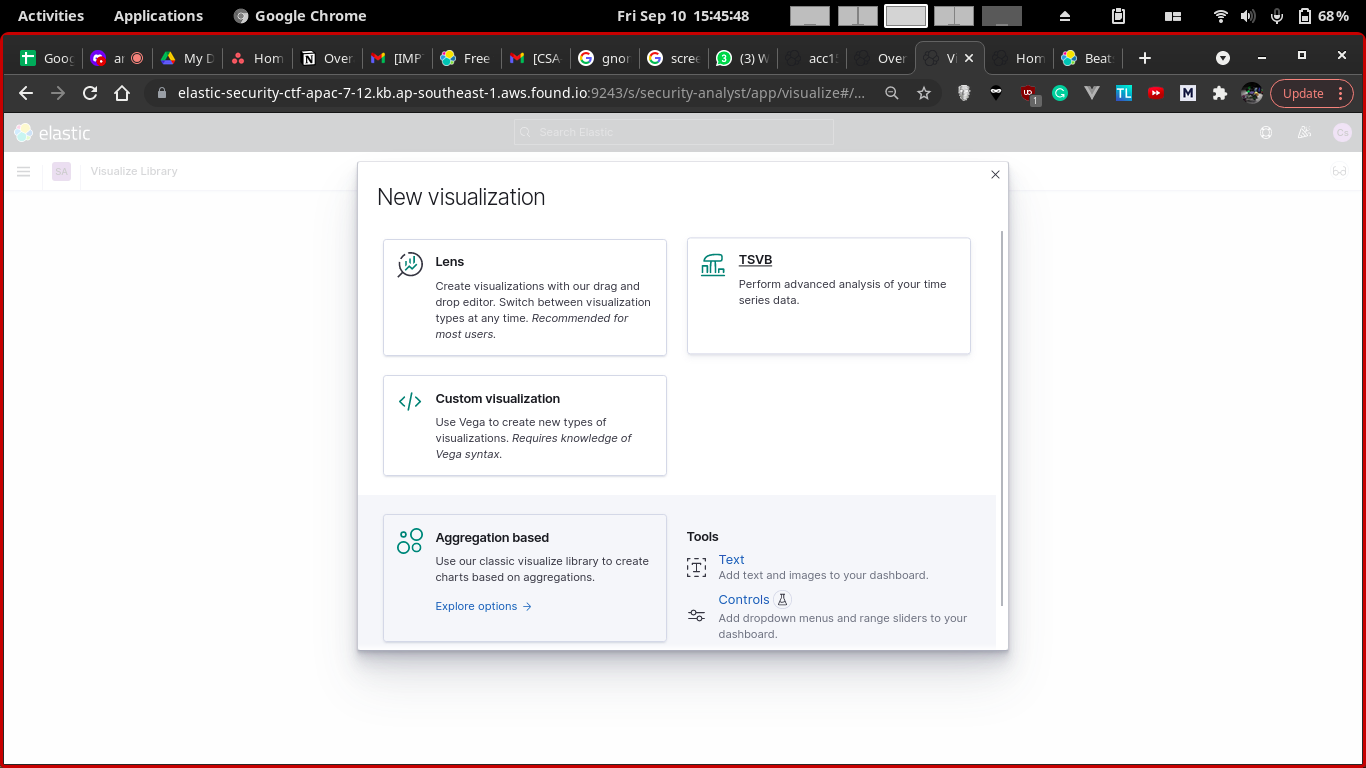 Activities Applications Google Chrome Fri Sep 10 15:45:48 68%
Goog ar My D Hom Over [IMP Free [CSA gnor scre (3) W acc1 Over Vi Hom Beat
elastic-security-ctf-apac-7-12.kb.ap-southeast-1.aws.found.io:9243/s/security-analyst/app/visualize#/... UD 1 TL M Update
elastic Search Elastic Cs
SA Visualize Library
New visualization
Lens
Create visualizations with our drag and
drop editor. Switch between visualization
types at any time. Recommended for
most users.
TSVB
Perform advanced analysis of your time
series data.
Custom visualization
Use Vega to create new types of
visualizations. Requires knowledge of
Vega syntax.
Aggregation based
Use our classic visualize library to create
charts based on aggregations.
Explore options
Tools
Text
Add text and images to your dashboard.
Controls
Add dropdown menus and range sliders to your
dashboard.